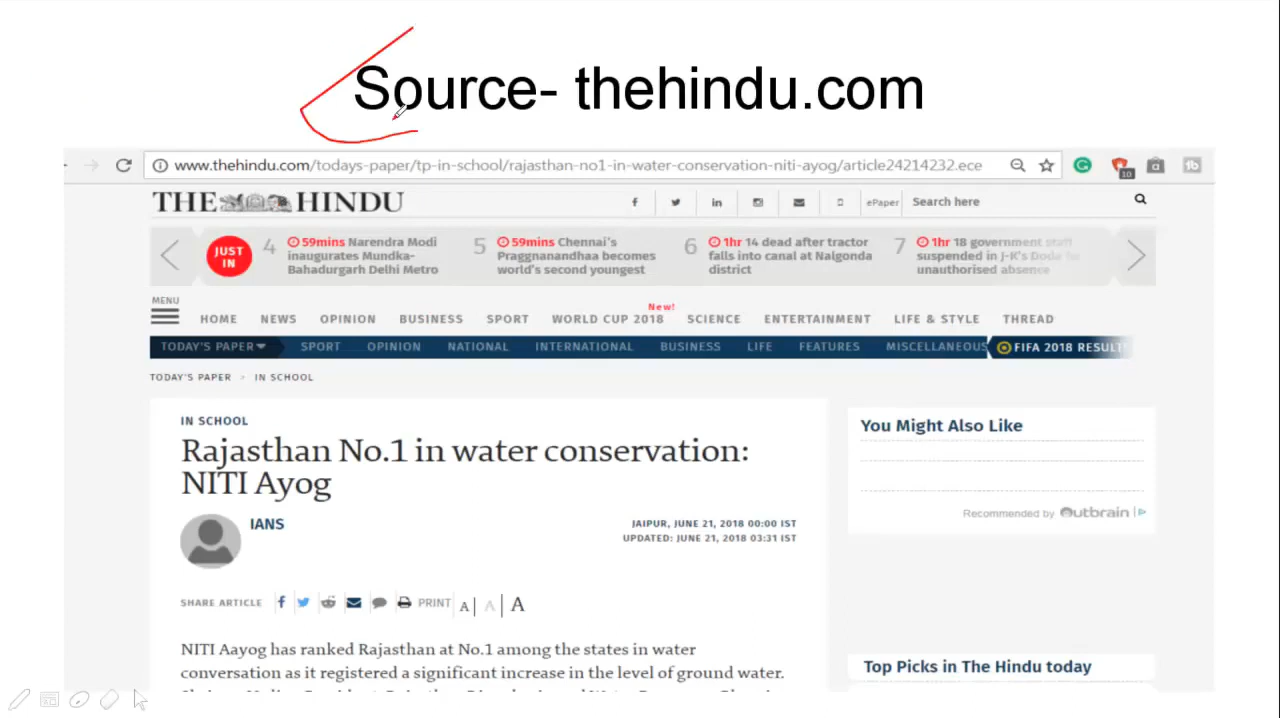 Source- thehindu.com
www.thehindu.com/todays-paper/tp-in-school/rajasthan-no1-in-water-conservation-niti-ayog/article24214232.ece
10
THE HINDU
ePaper
Search here
JUST IN
4 59mins Narendra Modi
inaugurates Mundka-
Bahadurgarh Delhi Metro
5 59mins Chennai's
Praggnanandhaa becomes
world's second youngest
6 1hr 14 dead after tractor
falls into canal at Nalgonda
district
7 1hr 18 government staff
suspended in J-K's Doda
unauthorised absence
MENU
New!
HOME NEWS OPINION BUSINESS SPORT WORLD CUP 2018 SCIENCE ENTERTAINMENT LIFE & STYLE THREAD
TODAY'S PAPER SPORT OPINION NATIONAL INTERNATIONAL BUSINESS LIFE FEATURES MISCELLANEOUS FIFA 2018 RESULT
TODAY'S PAPER > IN SCHOOL
IN SCHOOL
Rajasthan No.1 in water conservation:
NITI Ayog
IANS
JAIPUR, JUNE 21, 2018 00:00 IST
UPDATED: JUNE 21, 2018 03:31 IST
SHARE ARTICLE PRINT A | A | A
NITI Aayog has ranked Rajasthan at No.1 among the states in water
conversation as it registered a significant increase in the level of ground water.
You Might Also Like
Recommended by Outbrain
Top Picks in The Hindu today